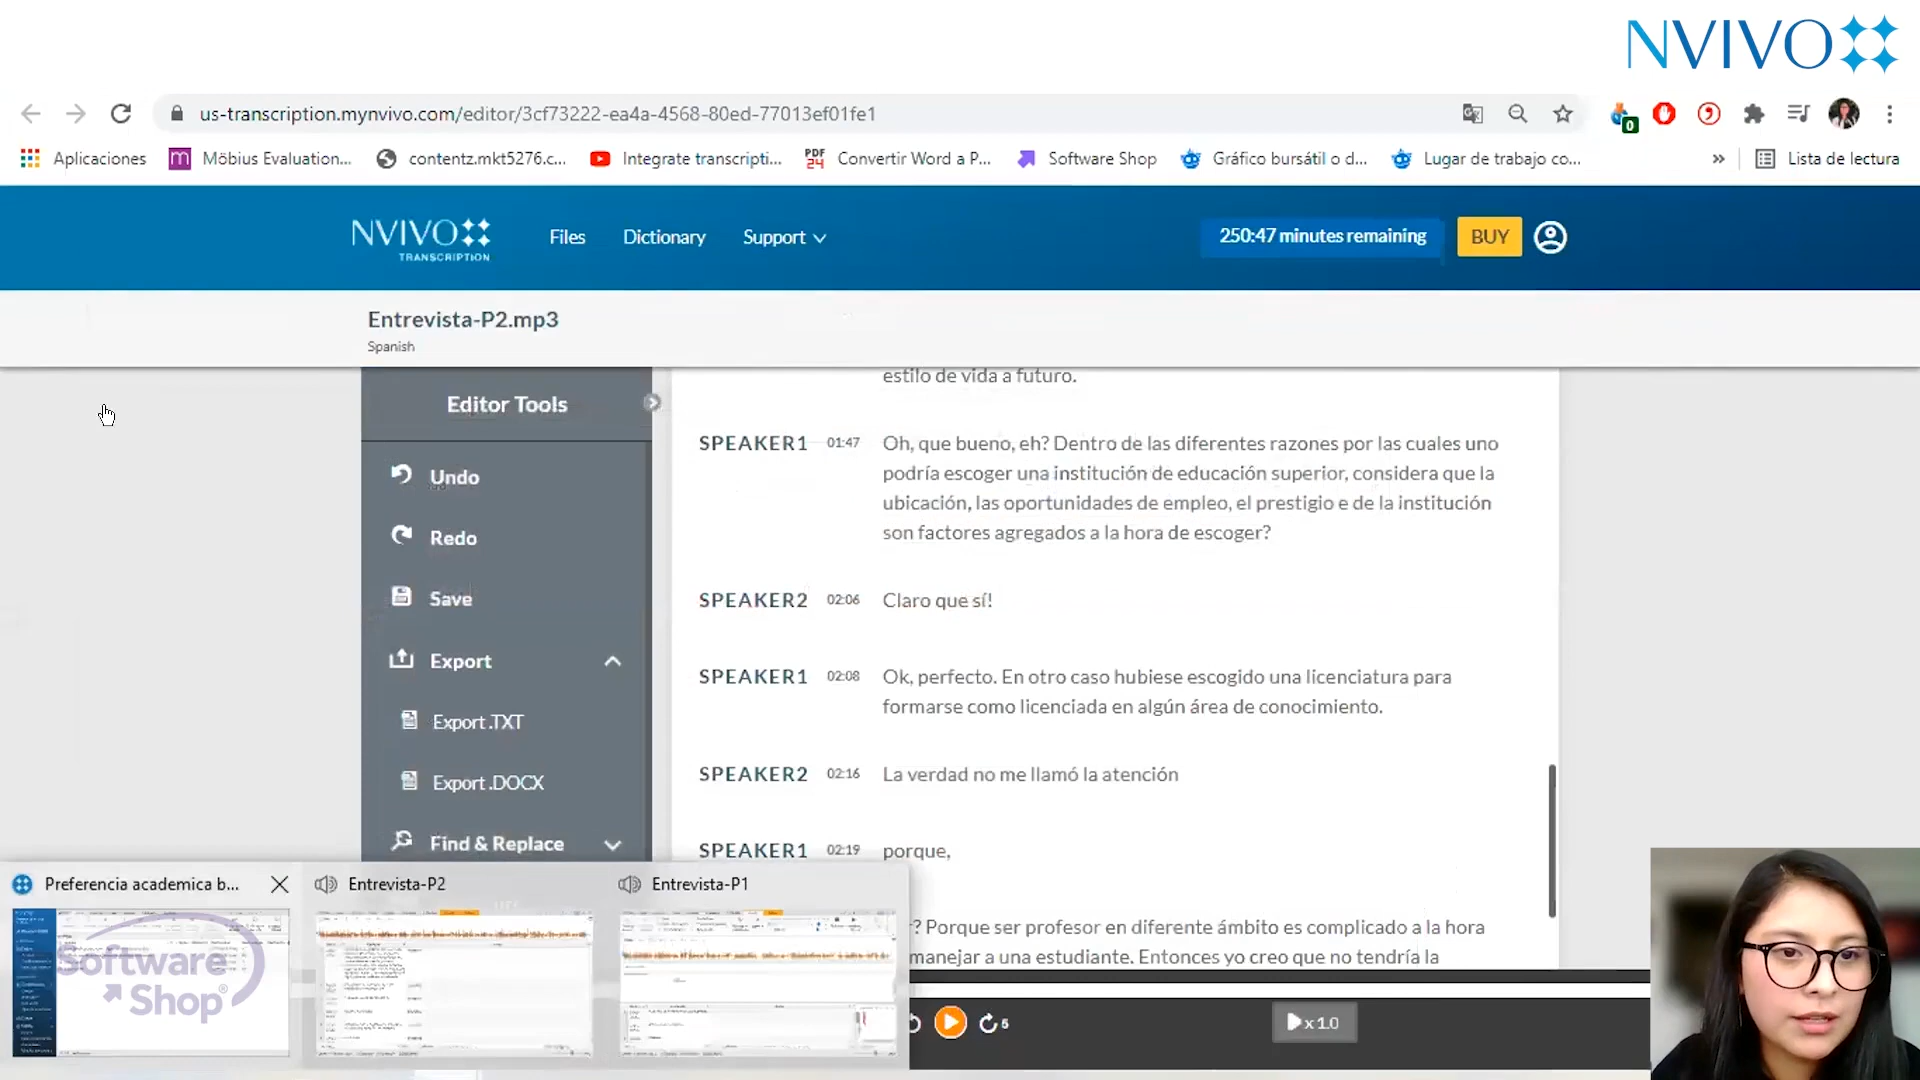 NVIVO
us-transcription.mynvivo.com/editor/3cf73222-ea4a-4568-80ed-77013ef01fe1
0
Aplicaciones
m
Möbius Evaluation...
contentz.mkt5276.c...
Integrate transcripti...
PDF
24
Convertir Word a P...
Software Shop
Gráfico bursátil o d...
Lugar de trabajo co...
»
Lista de lectura
NVIVO
TRANSCRIPTION
Files
Dictionary
Support
250:47 minutes remaining
BUY
Entrevista-P2.mp3
Spanish
Editor Tools
Undo
Redo
Save
Export
Export .TXT
Export .DOCX
Find & Replace
estilo de vida a futuro.
SPEAKER1 01:47 Oh, que bueno, eh? Dentro de las diferentes razones por las cuales uno
podría escoger una institución de educación superior, considera que la
ubicación, las oportunidades de empleo, el prestigio e de la institución
son factores agregados a la hora de escoger?
SPEAKER2 02:06 Claro que sí!
SPEAKER1 02:08 Ok, perfecto. En otro caso hubiese escogido una licenciatura para
formarse como licenciada en algún área de conocimiento.
SPEAKER2 02:16 La verdad no me llamó la atención
SPEAKER1 02:19 porque,
r? Porque ser profesor en diferente ámbito es complicado a la hora
manejar a una estudiante. Entonces yo creo que no tendría la
Preferencia academica b...
Entrevista-P2
Entrevista-P1
Software
Shop®
5
x 1.0